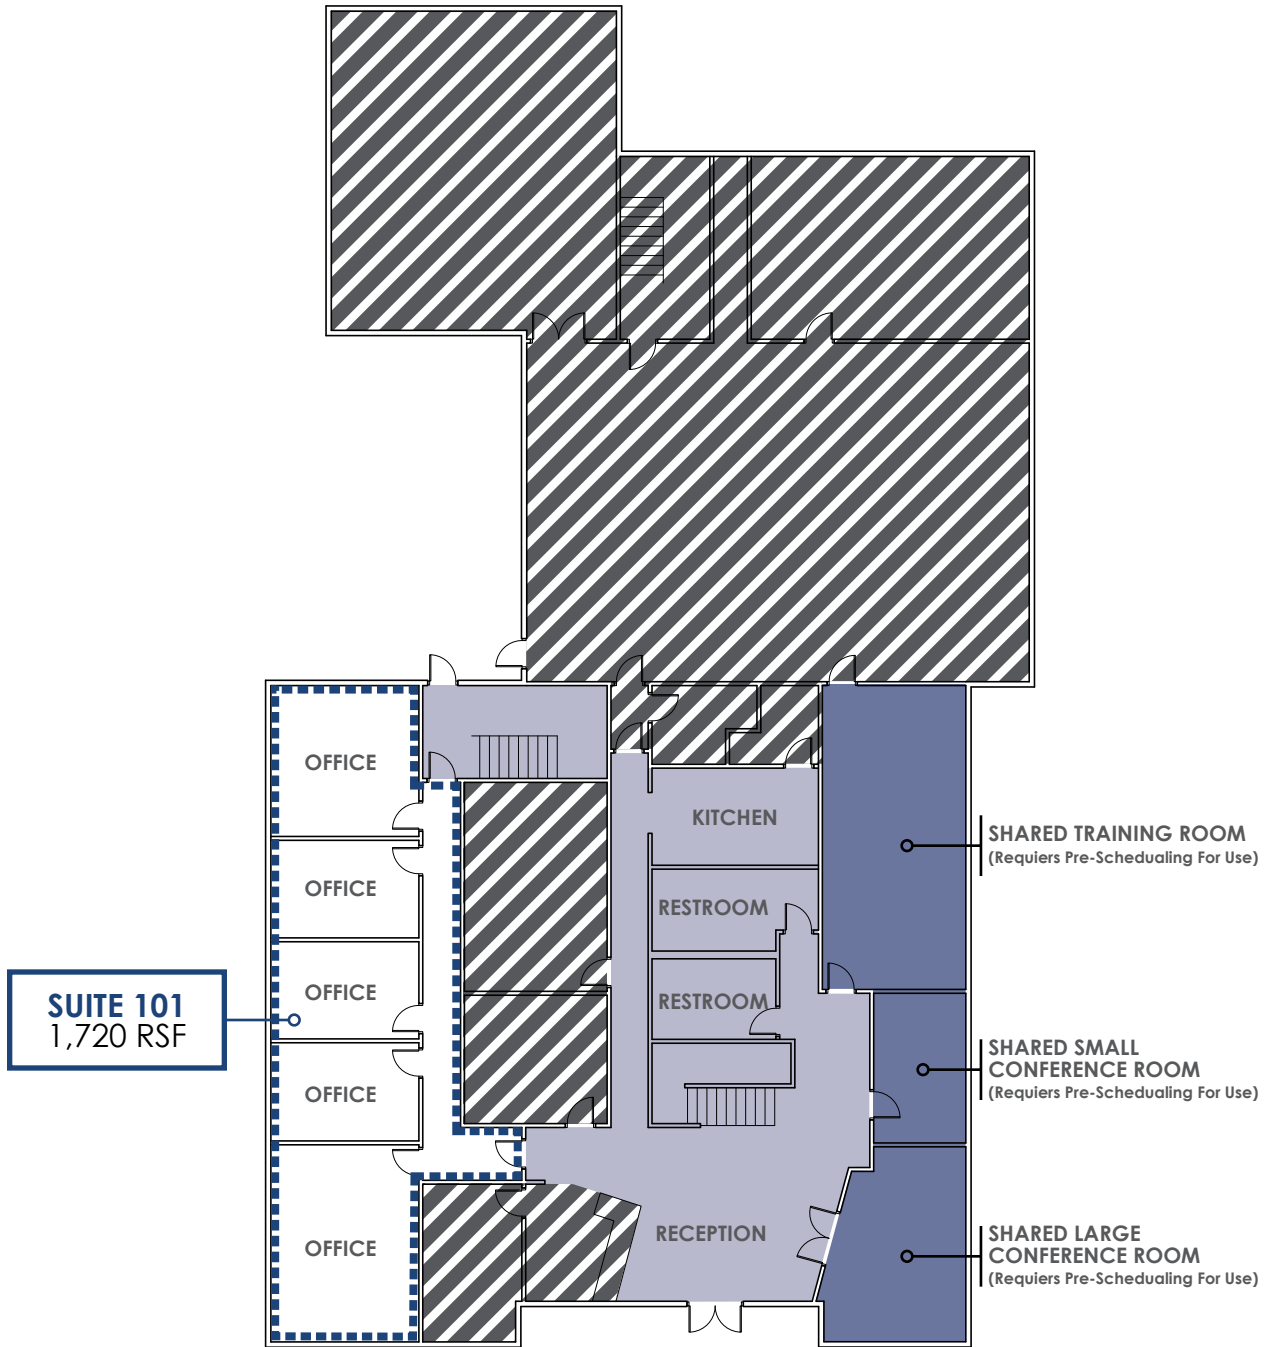 OFFICE
OFFICE
OFFICE
OFFICE
OFFICE
SUITE 101
1,720 RSF
KITCHEN
RESTROOM
RESTROOM
RECEPTION
SHARED TRAINING ROOM
(Requiers Pre-Schedualing For Use)
SHARED SMALL
CONFERENCE ROOM
(Requiers Pre-Schedualing For Use)
SHARED LARGE
CONFERENCE ROOM
(Requiers Pre-Schedualing For Use)